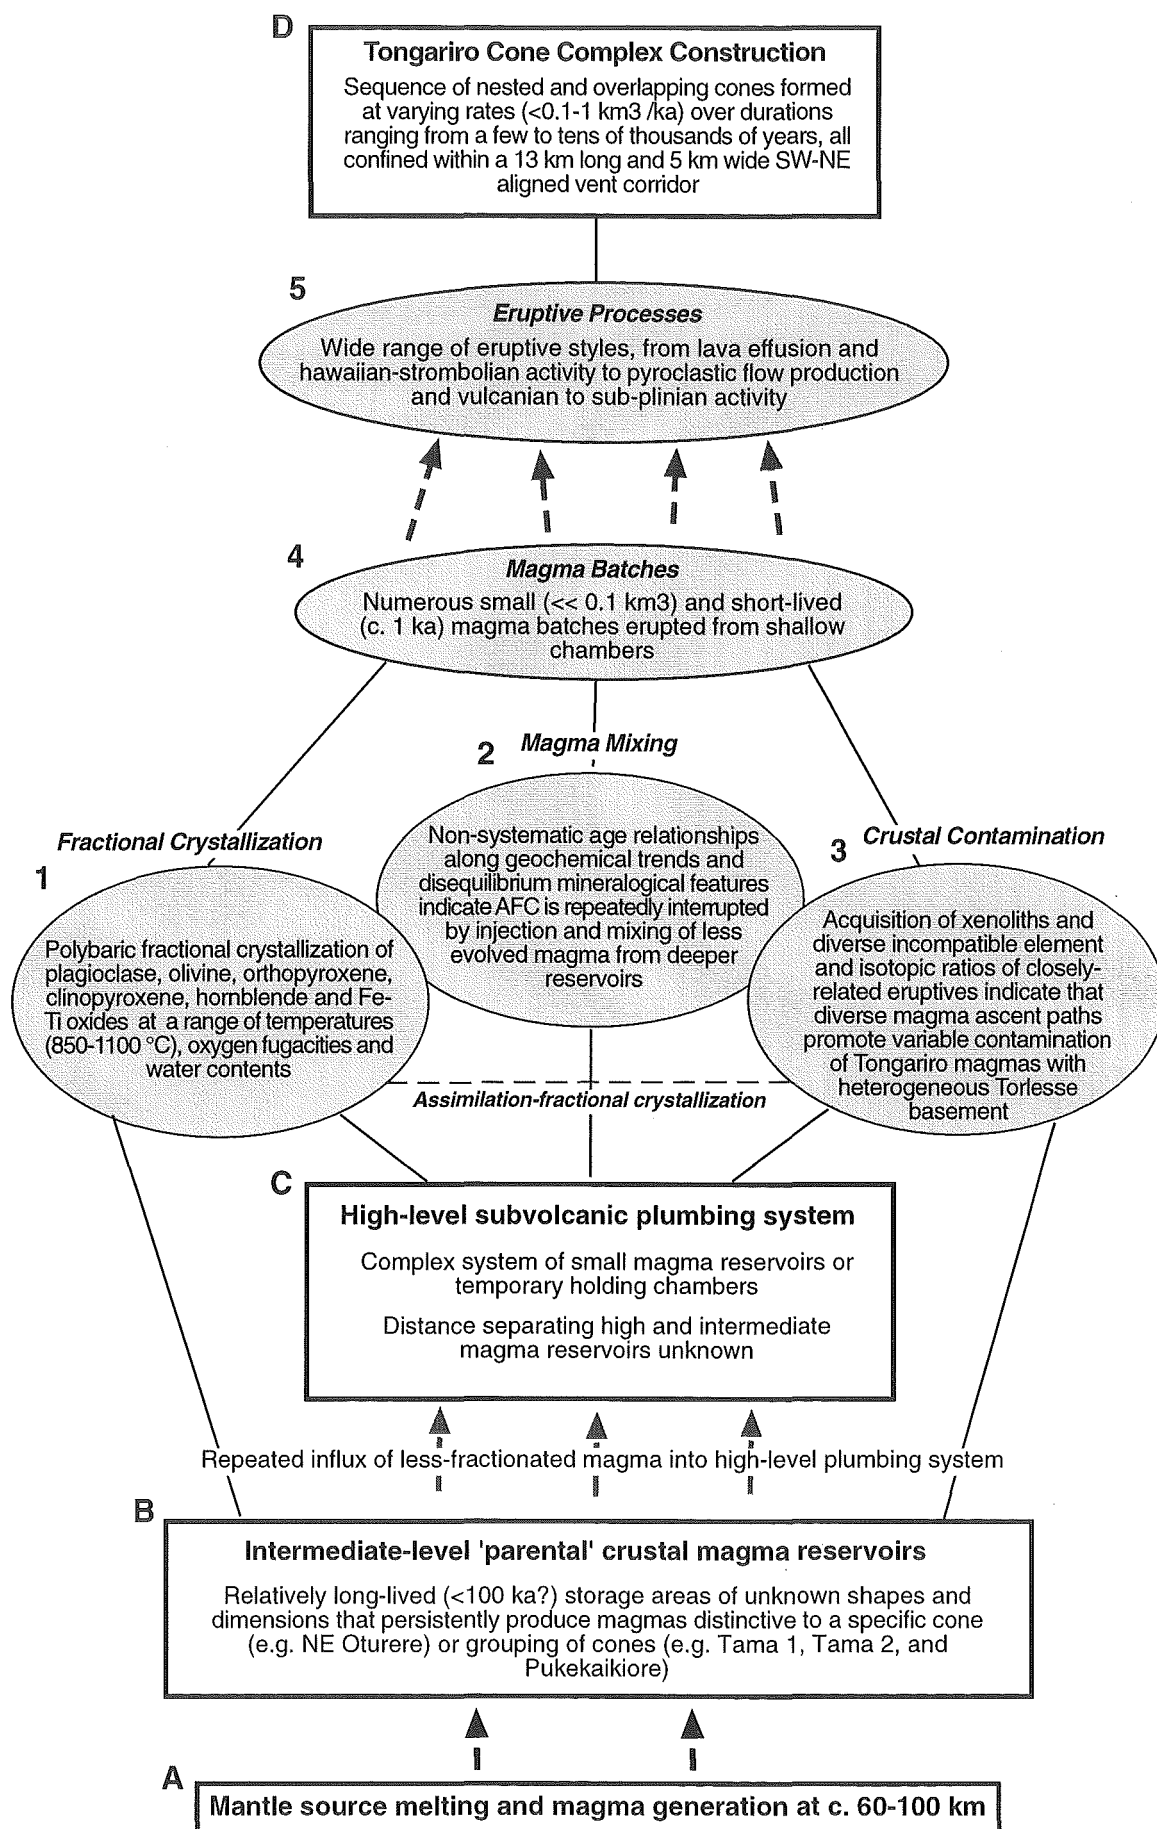 D
Tongariro Cone Complex Construction
Sequence of nested and overlapping cones formed
at varying rates (<0.1-1 km3 /ka) over durations
ranging from a few to tens of thousands of years, all
confined within a 13 km long and 5 km wide SW-NE
aligned vent corridor
5
Eruptive Processes
Wide range of eruptive styles, from lava effusion and
hawaiian-strombolian activity to pyroclastic flow production
and vulcanian to sub-plinian activity
4
Magma Batches
Numerous small (<< 0.1 km3) and short-lived
(c. 1 ka) magma batches erupted from shallow
chambers
2
Magma Mixing
Non-systematic age relationships
along geochemical trends and
disequilibrium mineralogical features
indicate AFC is repeatedly interrupted
by injection and mixing of less
evolved magma from deeper
reservoirs
Fractional Crystallization
1
Polybaric fractional crystallization of
plagioclase, olivine, orthopyroxene,
clinopyroxene, hornblende and Fe-
Ti oxides at a range of temperatures
(850-1100 °C), oxygen fugacities and
water contents
3
Crustal Contamination
Acquisition of xenoliths and
diverse incompatible element
and isotopic ratios of closely-
related eruptives indicate that
diverse magma ascent paths
promote variable contamination
of Tongariro magmas with
heterogeneous Torlesse
basement
Assimilation-fractional crystallization
C
High-level subvolcanic plumbing system
Complex system of small magma reservoirs or
temporary holding chambers
Distance separating high and intermediate
magma reservoirs unknown
Repeated influx of less-fractionated magma into high-level plumbing system
B
Intermediate-level 'parental' crustal magma reservoirs
Relatively long-lived (<100 ka?) storage areas of unknown shapes and
dimensions that persistently produce magmas distinctive to a specific cone
(e.g. NE Oturere) or grouping of cones (e.g. Tama 1, Tama 2, and
Pukekaikiore)
A
Mantle source melting and magma generation at c. 60-100 km